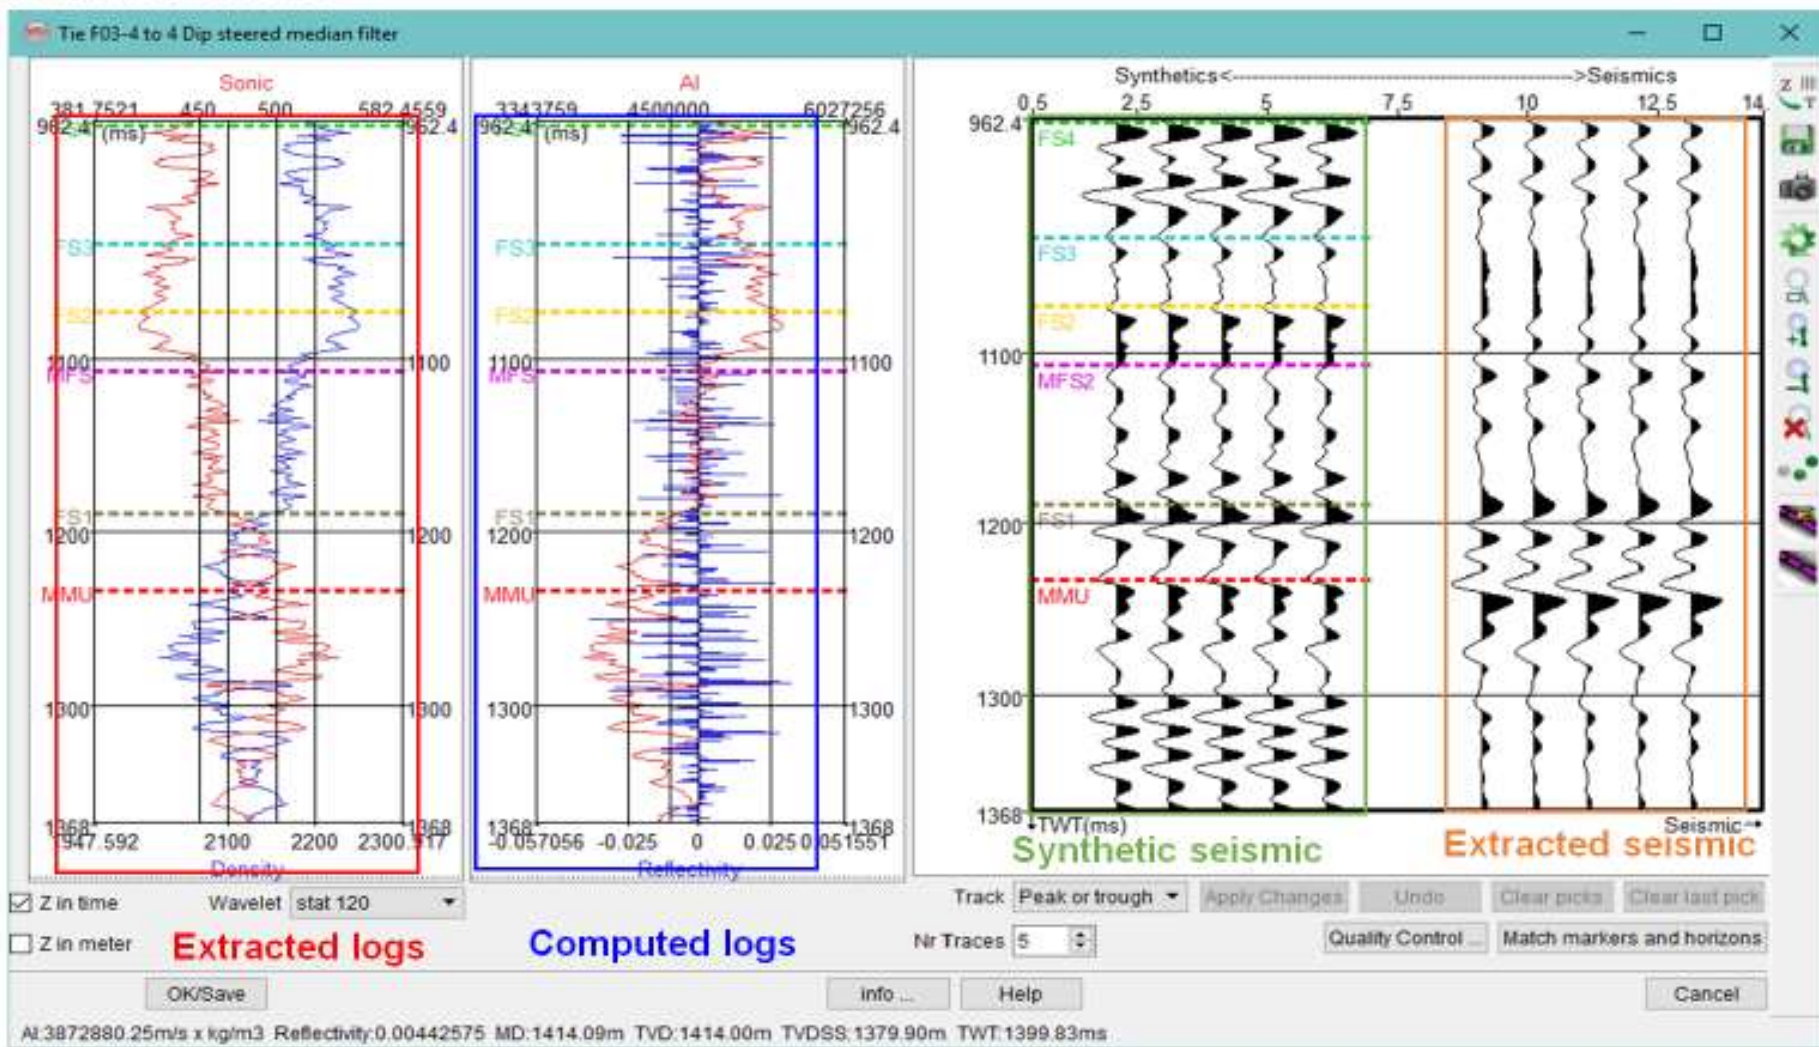 Tie F03-4 to 4 Dip steered median filter
Sonic
381.7521 450 500 582.4559
962.4 (ms) 962.4
FS3
FS2
1100 1100
MFS
FS1
1200 1200
MMU
1300 1300
1368 1368
947.592 2100 2200 2300.917
Density
AI
3343759 4500000 6027256
962.4 (ms) 962.4
FS3
FS2
1100 1100
MFS
FS1
1200 1200
MMU
1300 1300
1368 1368
-0.057056 -0.025 0 0.025 0.051551
Reflectivity
Synthetics<------------------------------------------------>Seismics
0,5 2,5 5 7,5 10 12,5 14
962.4
FS4
FS3
FS2
1100
MFS2
1200
FS1
MMU
1300
1368
TWT(ms) Seismic
Synthetic seismic Extracted seismic
Z in time Wavelet stat 120
Track Peak or trough Apply Changes Undo Clear picks Clear last pick
Z in meter Extracted logs Computed logs
Nr Traces 5 Quality Control ... Match markers and horizons
OK/Save Info ... Help Cancel
AI:3872880.25m/s x kg/m3 Reflectivity:0.00442575 MD:1414.09m TVD:1414.00m TVDSS:1379.90m TWT:1399.83ms